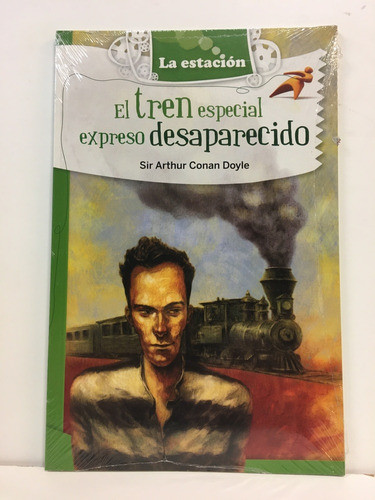 La estación
El tren especial
expreso desaparecido
Sir Arthur Conan Doyle